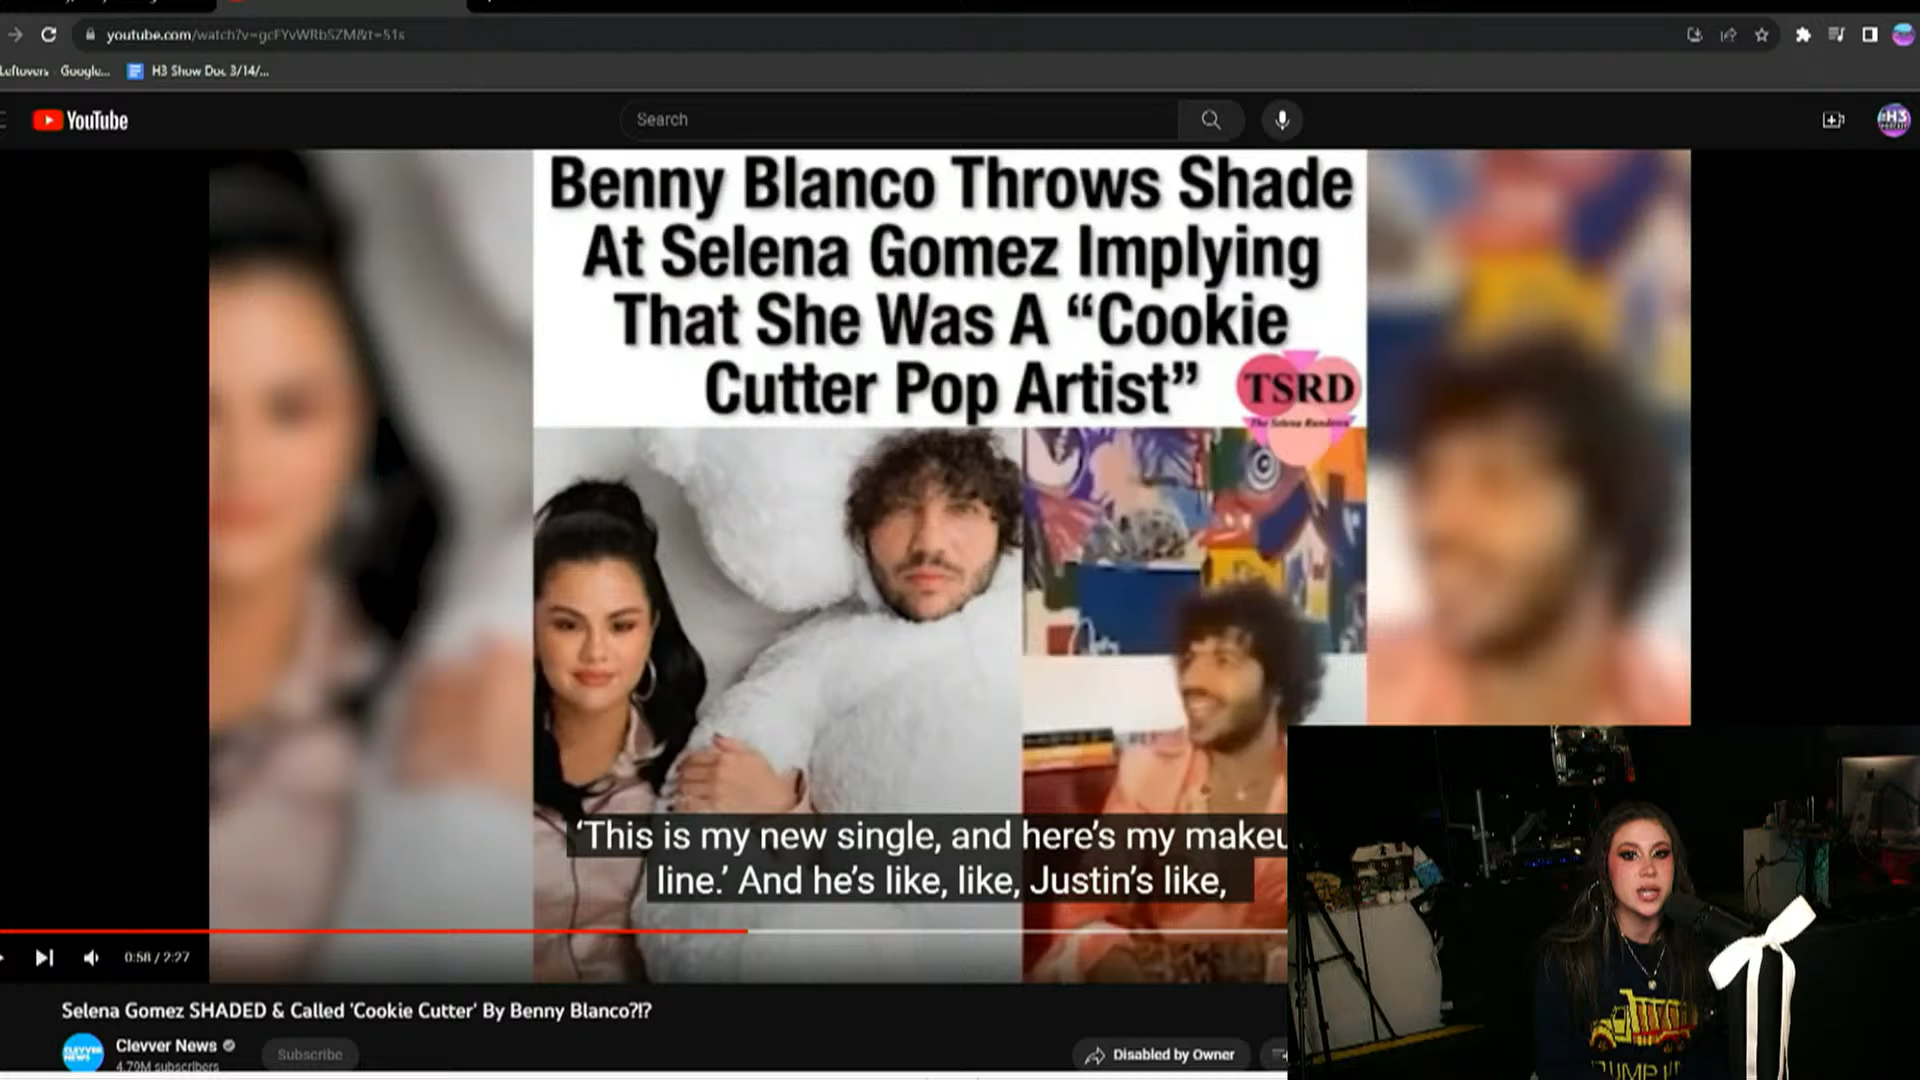 youtube.com/watch?v=gcFYvWRbSZM&t=51s
Leftovers - Google...
H3 Show Doc 3/14/...
YouTube
Search
H3
Benny Blanco Throws Shade
At Selena Gomez Implying
That She Was A “Cookie
Cutter Pop Artist”
TSRD
‘This is my new single, and here’s my makeu
line.’ And he’s like, like, Justin’s like,
0:58 / 2:27
Selena Gomez SHADED & Called 'Cookie Cutter' By Benny Blanco?!?
CLEVVER
NEWS
Clevver News
Subscribe
4.79M subscribers
Disabled by Owner